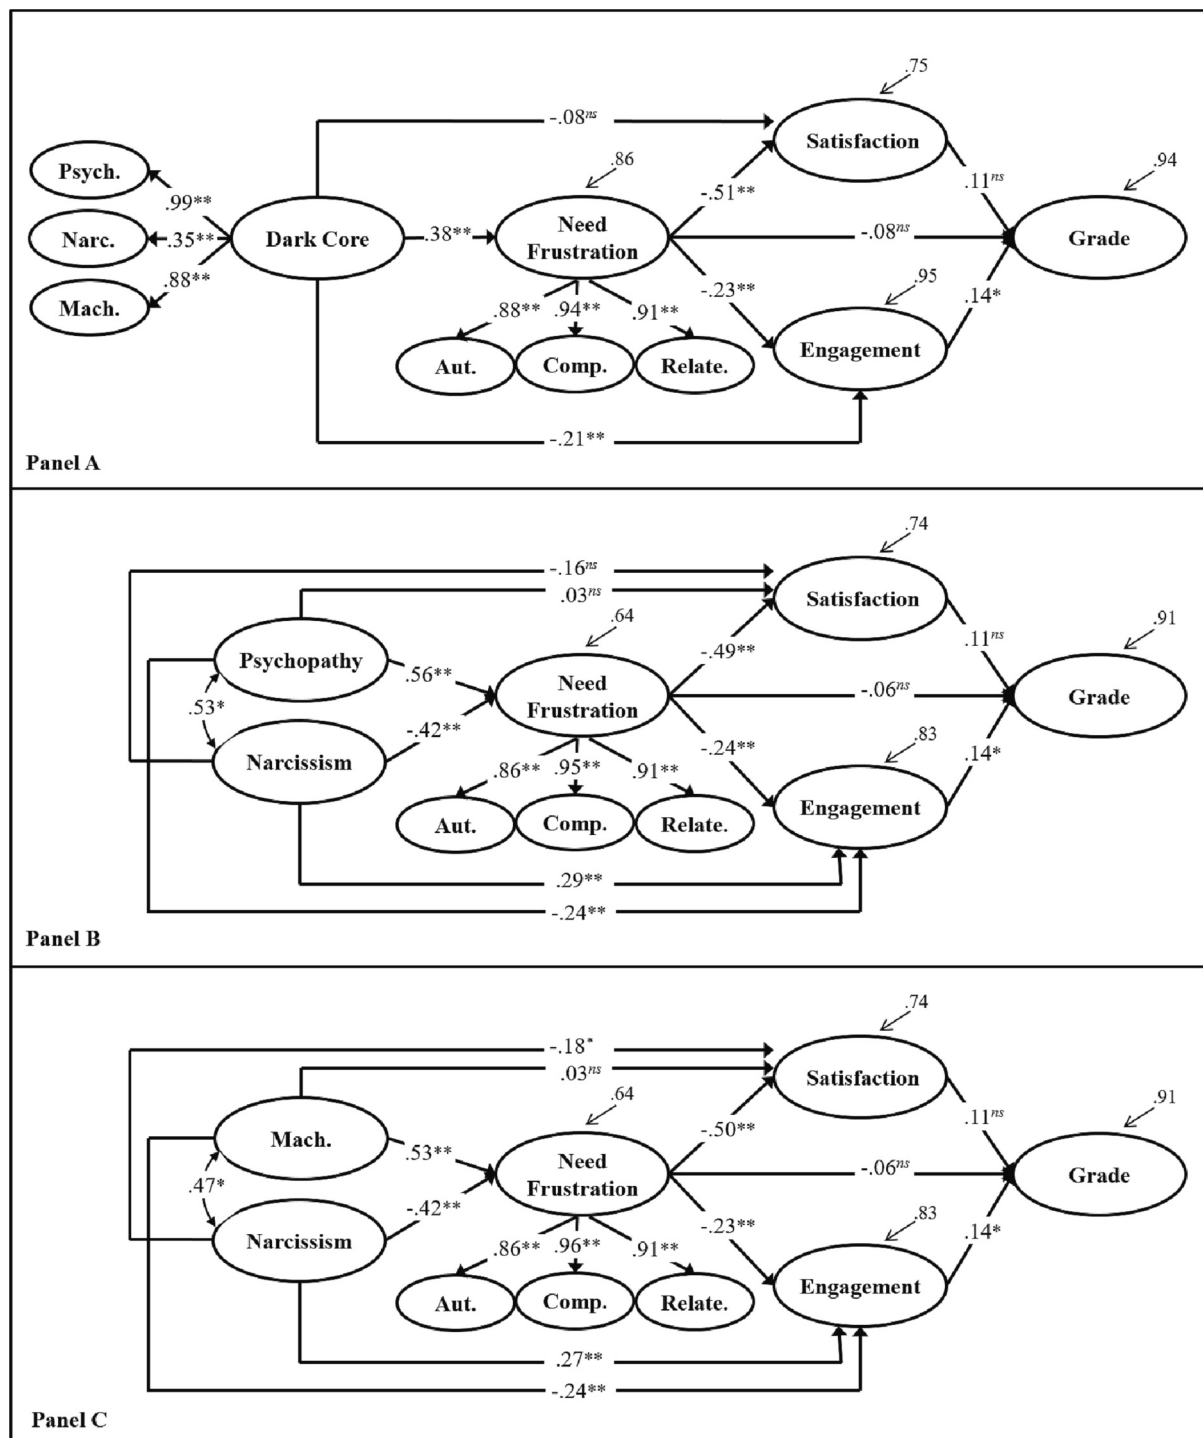 .75
-.08ns
Satisfaction
Psych.
.86
.94
.99**
-.51**
.11ns
Narc.
.35**
Dark Core
.38**
Need
Frustration
-.08ns
Grade
.88**
-.23**
.95
.14*
Mach.
.88**
.94**
.91**
Engagement
Aut.
Comp.
Relate.
-.21**
Panel A
.74
-.16ns
.03ns
Satisfaction
.64
.91
Psychopathy
.56**
-.49**
.11ns
Need
Frustration
-.06ns
Grade
.53*
-.42**
-.24**
.83
.14*
Narcissism
.86**
.95**
.91**
Engagement
Aut.
Comp.
Relate.
.29**
-.24**
Panel B
.74
-.18*
.03ns
Satisfaction
.64
.91
Mach.
.53**
-.50**
.11ns
Need
Frustration
-.06ns
Grade
.47*
-.42**
-.23**
.83
.14*
Narcissism
.86**
.96**
.91**
Engagement
Aut.
Comp.
Relate.
.27**
-.24**
Panel C